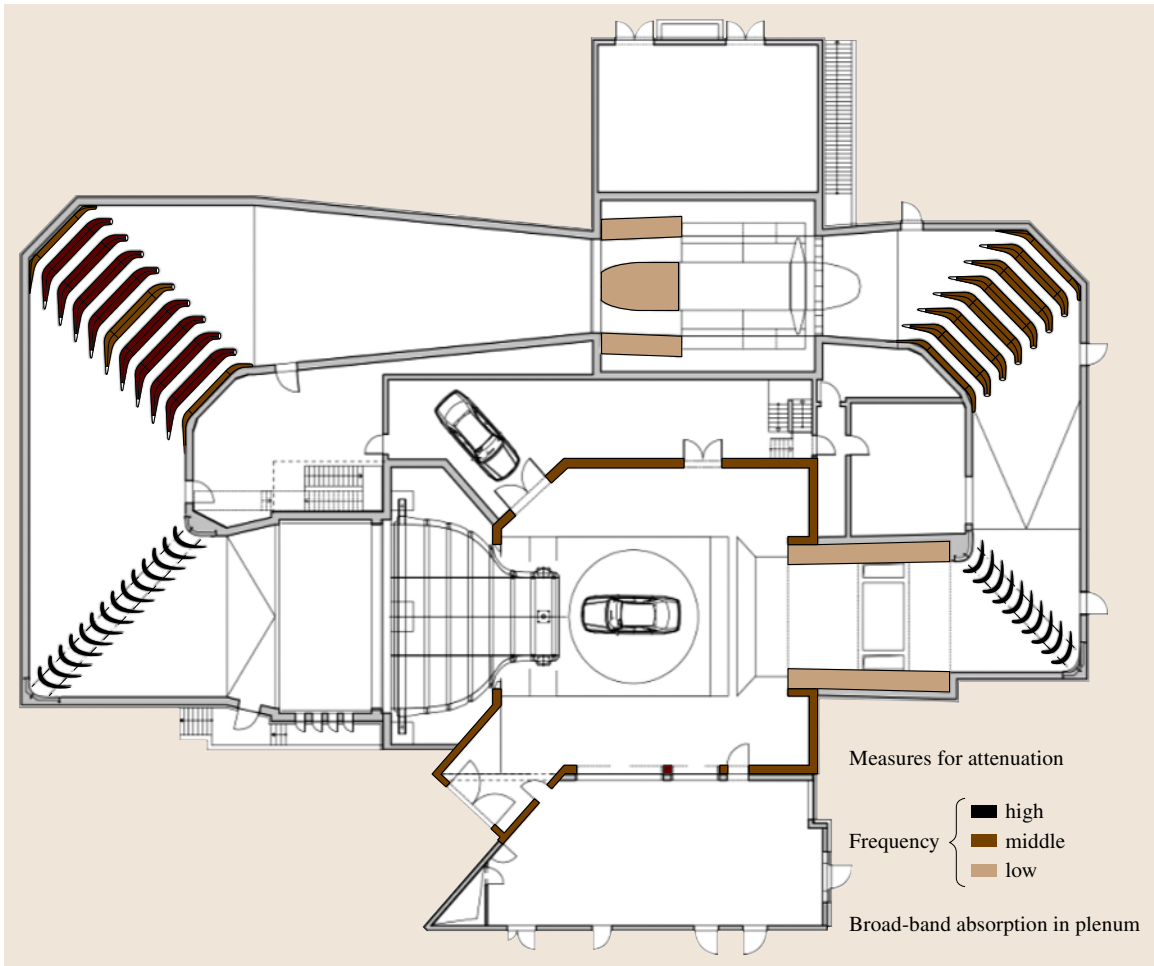 Measures for attenuation
high
Frequency
middle
low
Broad-band absorption in plenum